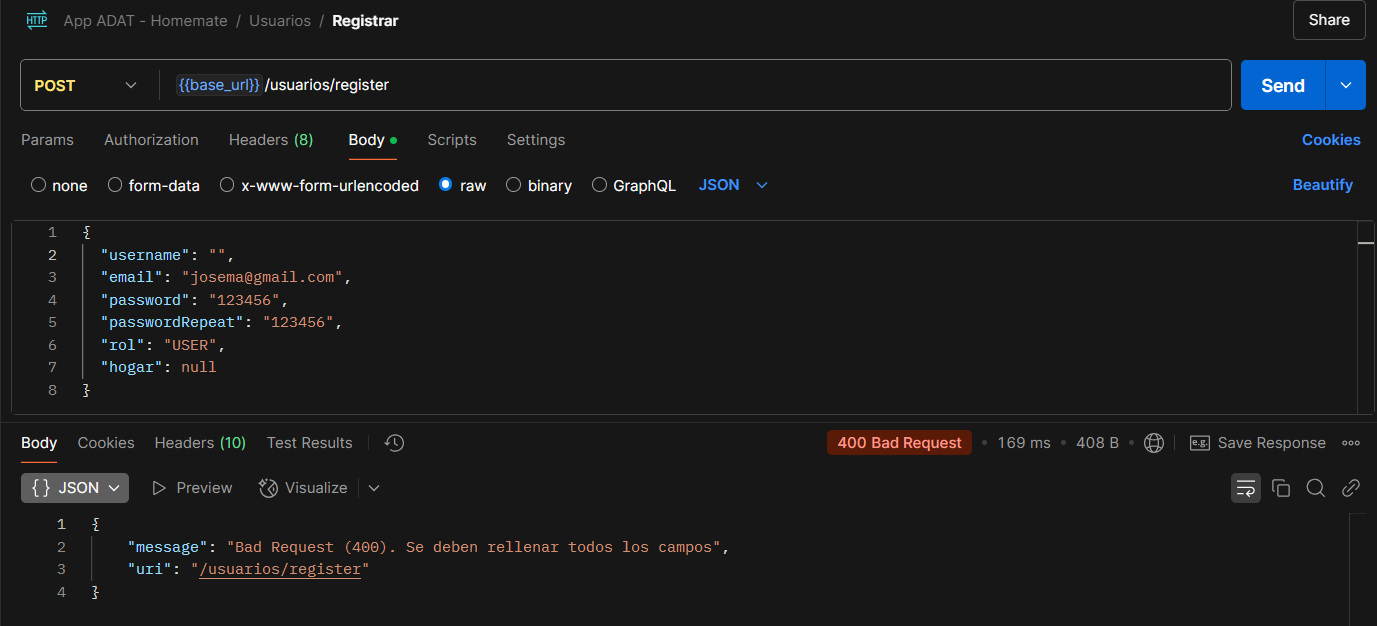 HTTP App ADAT - Homemate / Usuarios / Registrar Share
POST {{base_url}} /usuarios/register Send
Params Authorization Headers (8) Body Scripts Settings Cookies
none form-data x-www-form-urlencoded raw binary GraphQL JSON Beautify
1 {
2 "username": "",
3 "email": "josema@gmail.com",
4 "password": "123456",
5 "passwordRepeat": "123456",
6 "rol": "USER",
7 "hogar": null
8 }
Body Cookies Headers (10) Test Results 400 Bad Request • 169 ms • 408 B • e.g. Save Response
{} JSON Preview Visualize
1 {
2 "message": "Bad Request (400). Se deben rellenar todos los campos",
3 "uri": "/usuarios/register"
4 }